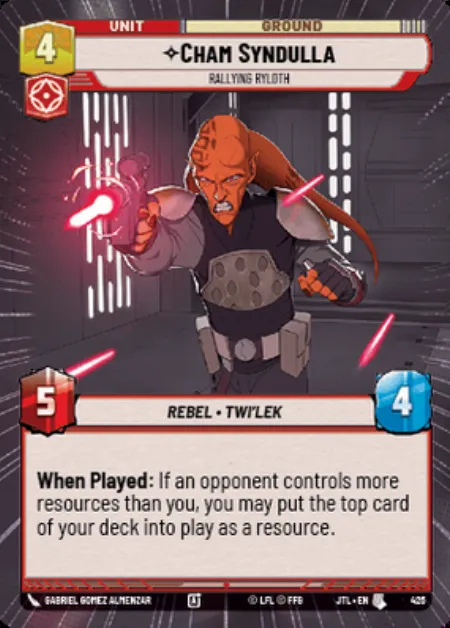 UNIT
GROUND
4
✧CHAM SYNDULLA
RALLYING RYLOTH
5
REBEL • TWI'LEK
4
When Played: If an opponent controls more
resources than you, you may put the top card
of your deck into play as a resource.
GABRIEL GOMEZ ALMENZAR
© LFL © FFG
JTL • EN